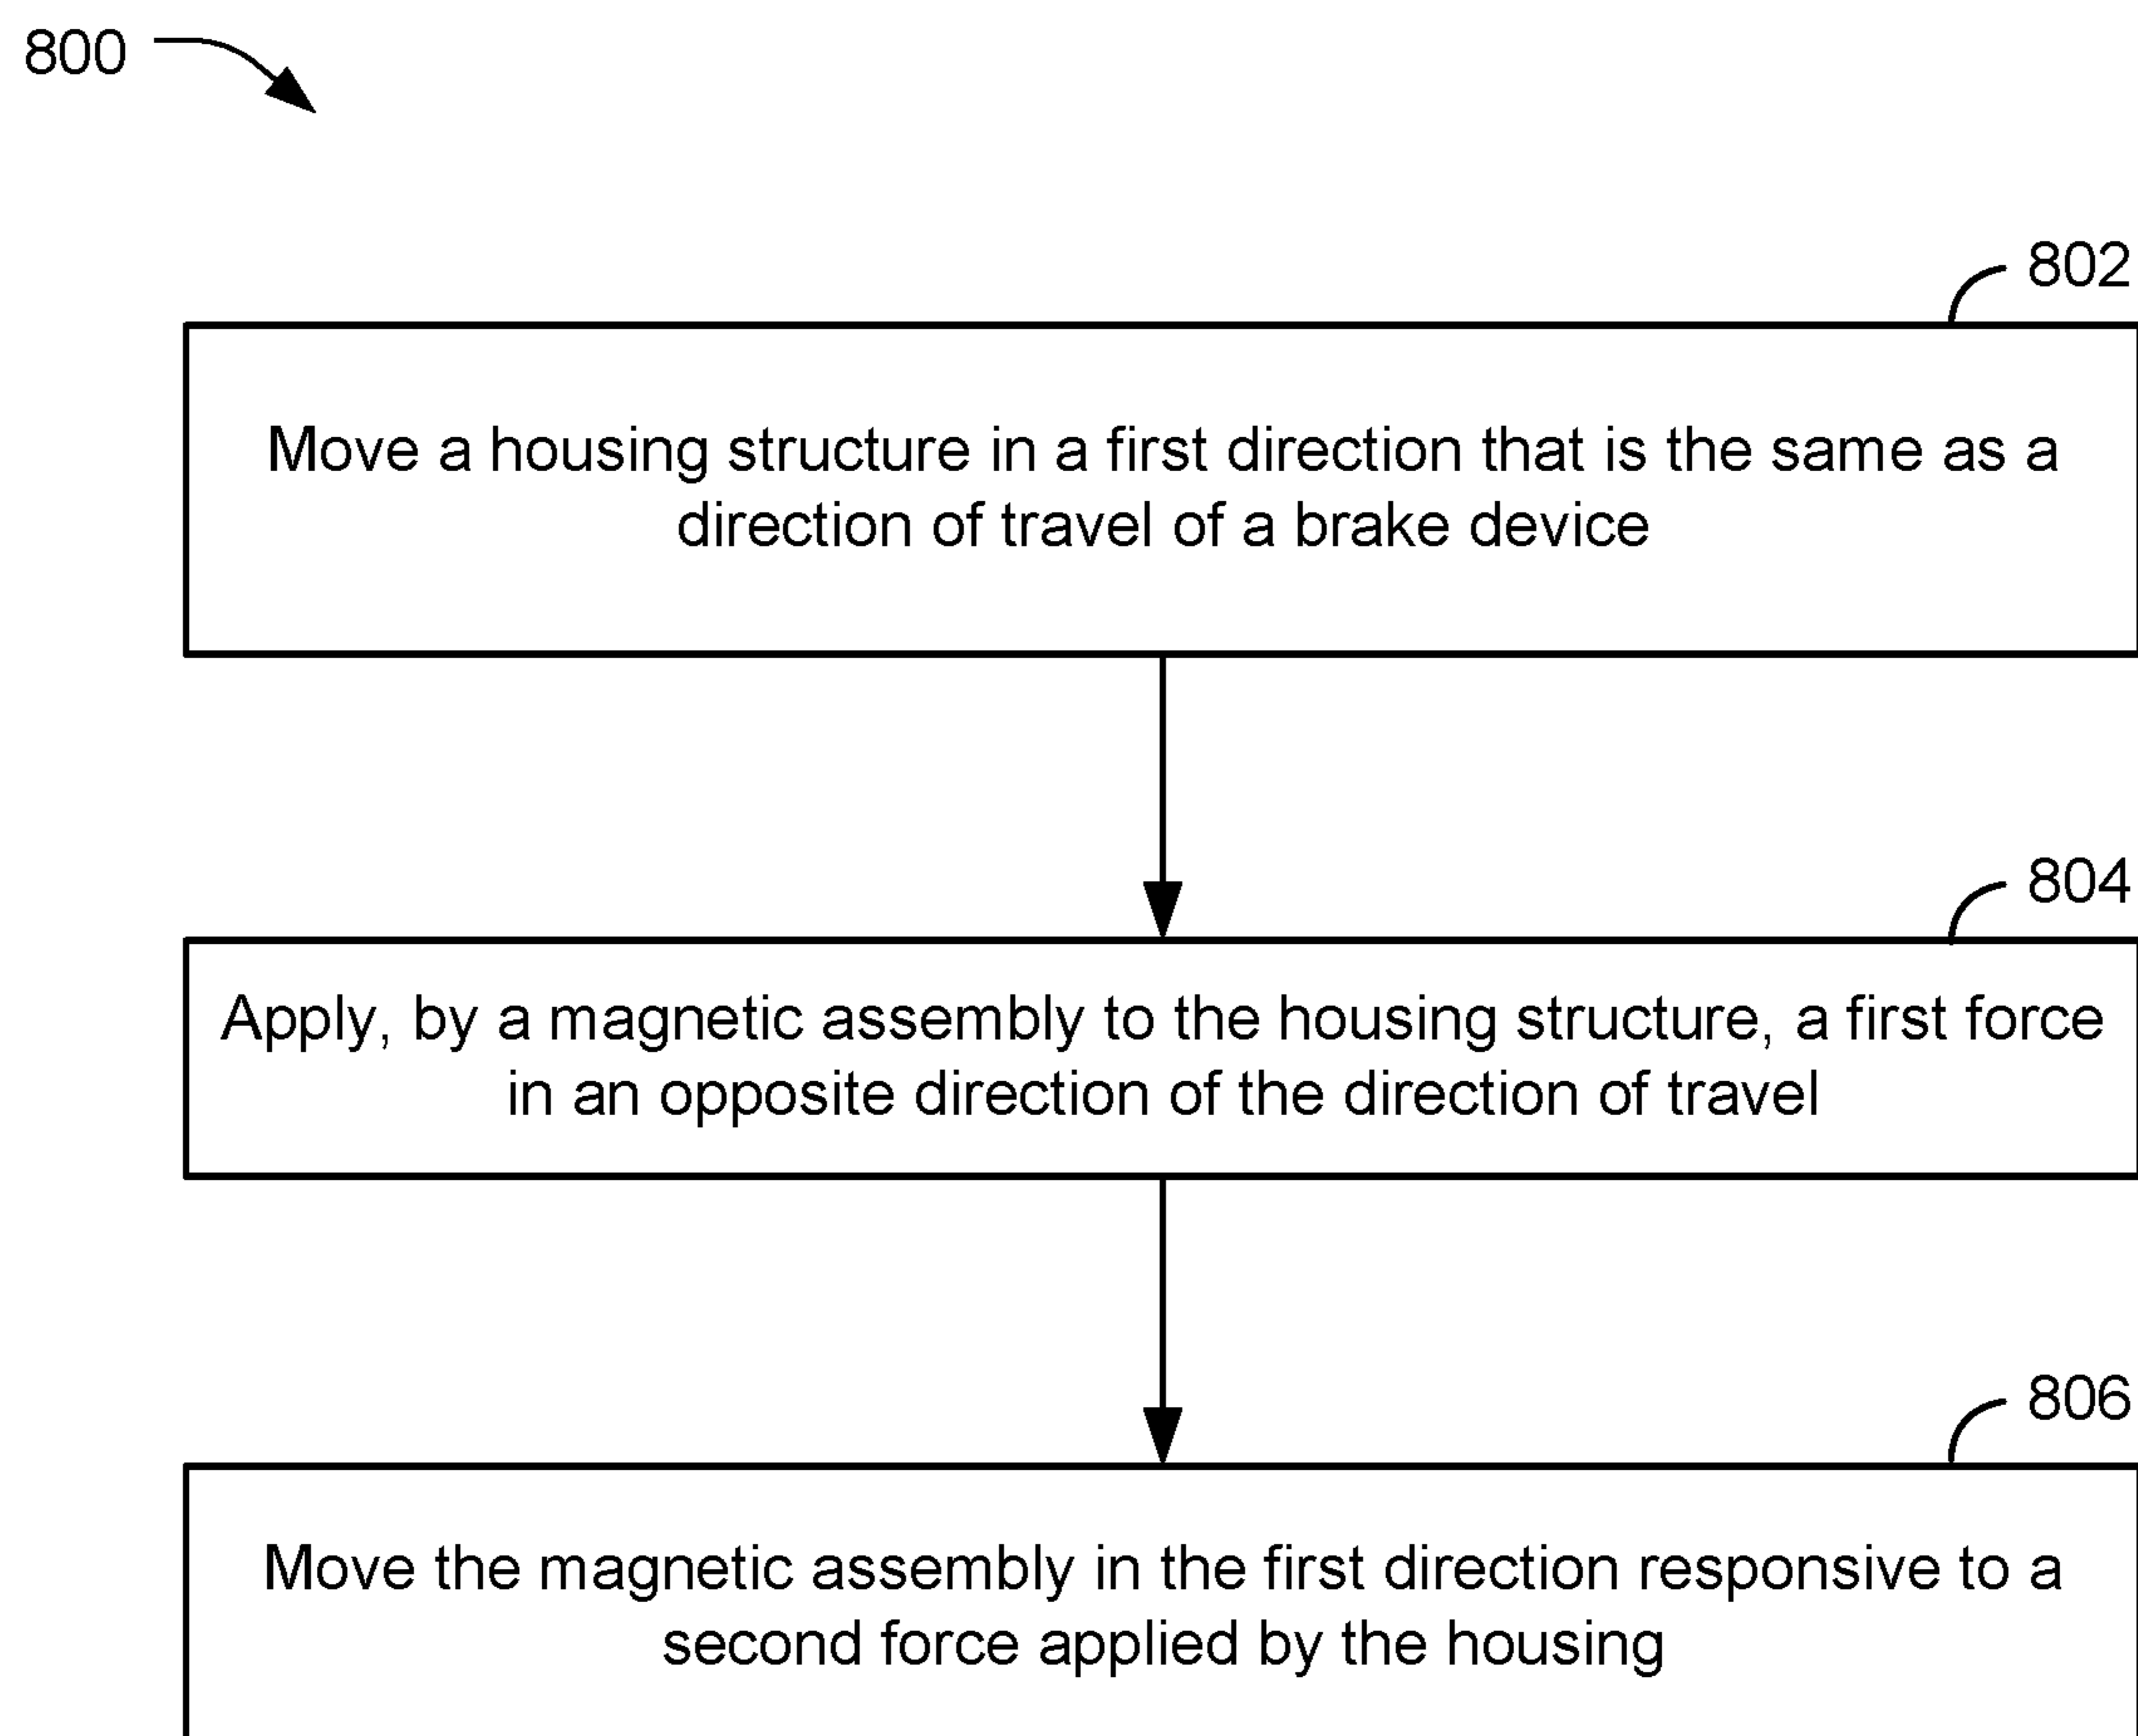 800
802
Move a housing structure in a first direction that is the same as a
direction of travel of a brake device
804
Apply, by a magnetic assembly to the housing structure, a first force
in an opposite direction of the direction of travel
806
Move the magnetic assembly in the first direction responsive to a
second force applied by the housing